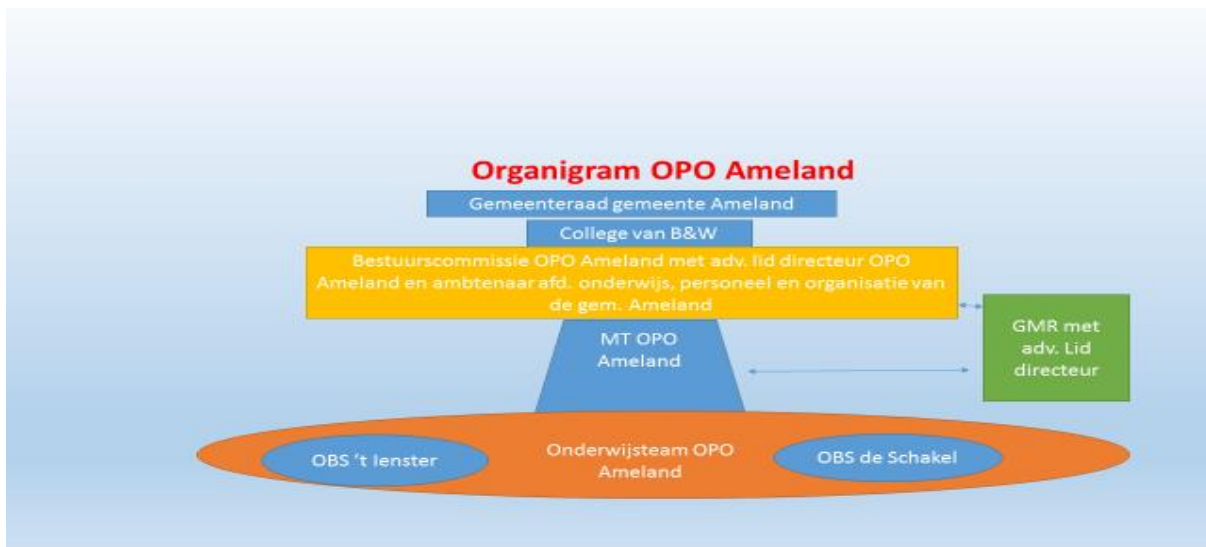 Organigram OPO Ameland
Gemeenteraad gemeente Ameland
College van B&W
Bestuurscommissie OPO Ameland met adv. lid directeur OPO
Ameland en ambtenaar afd. onderwijs, personeel en organisatie van
de gem. Ameland
MT OPO
Ameland
GMR met
adv. Lid
directeur
OBS ’t Ienster
Onderwijsteam OPO
Ameland
OBS de Schakel